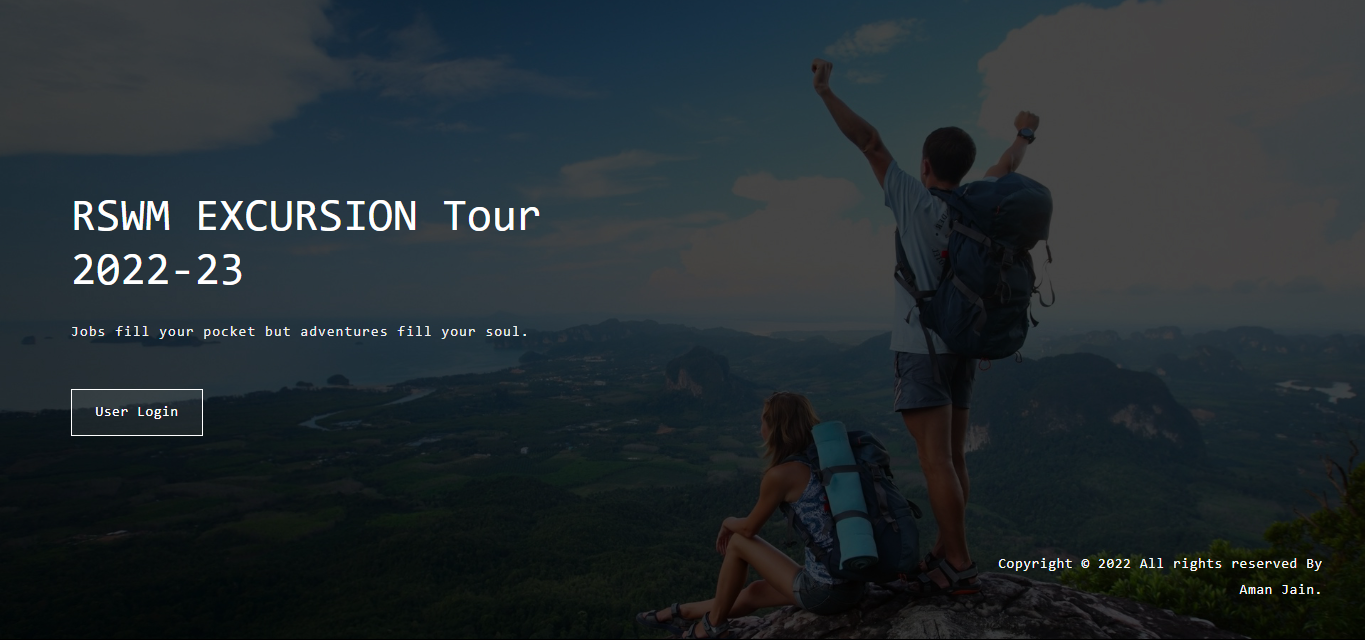 RSWM EXCURSION Tour
2022-23
Jobs fill your pocket but adventures fill your soul.
User Login
Copyright © 2022 All rights reserved By
Aman Jain.